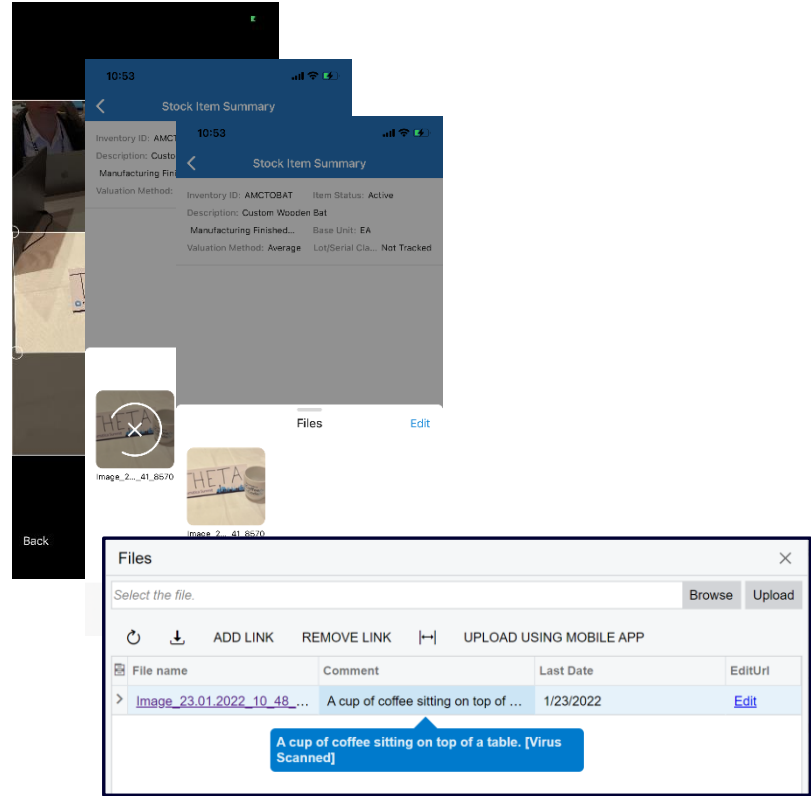 10:53
Stock Item Summary
Inventory ID: AMCT
Description: Custo
Manufacturing Fini
Valuation Method:
10:53
Stock Item Summary
Inventory ID: AMCTOBAT Item Status: Active
Description: Custom Wooden Bat
Manufacturing Finished... Base Unit: EA
Valuation Method: Average Lot/Serial Cla... Not Tracked
Files Edit
HETA
Image_2..._41_8570
HETA
Image_2..._41_8570
Back
Files
Select the file. Browse Upload
ADD LINK REMOVE LINK UPLOAD USING MOBILE APP
File name Comment Last Date EditUrl
Image_23.01.2022_10_48_... A cup of coffee sitting on top of ... 1/23/2022 Edit
A cup of coffee sitting on top of a table. [Virus
Scanned]